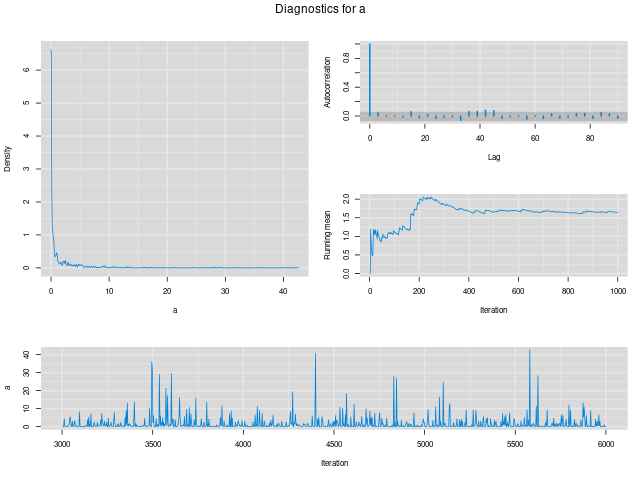 Diagnostics for a
Density
0 1 2 3 4 5 6
0 10 20 30 40
a
Autocorrelation
0.0 0.4 0.8
0 20 40 60 80
Lag
Running mean
0.0 0.5 1.0 1.5 2.0
0 200 400 600 800 1000
Iteration
a
0 10 20 30 40
3000 3500 4000 4500 5000 5500 6000
Iteration